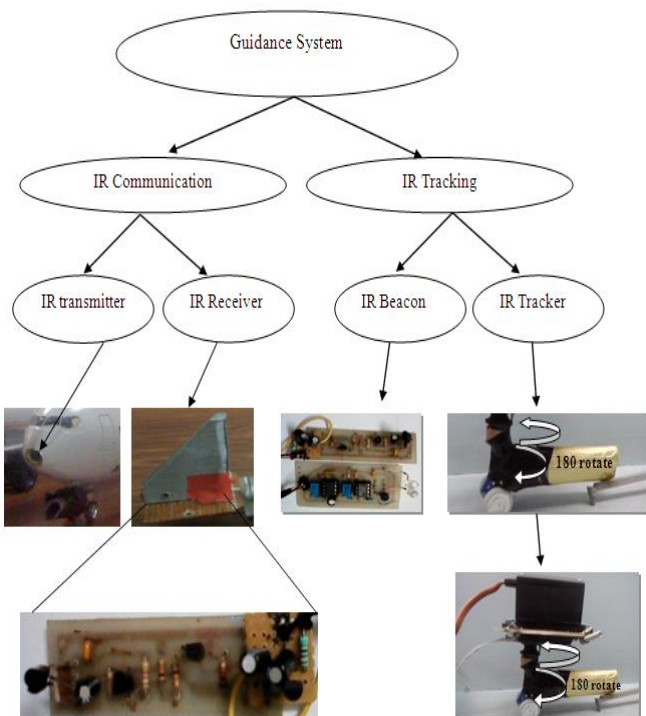 Guidance System
IR Communication
IR Tracking
IR transmitter
IR Receiver
IR Beacon
IR Tracker
180 rotate
180 rotate